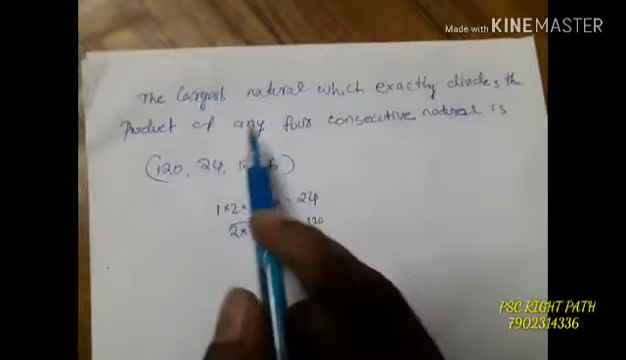 Made with KINEMASTER
The largest natural which exactly divides the
Product of any four consecutive natural is
(120, 24,
1×2× 24
2× 120
PSC RIGHT PATH
7902314336